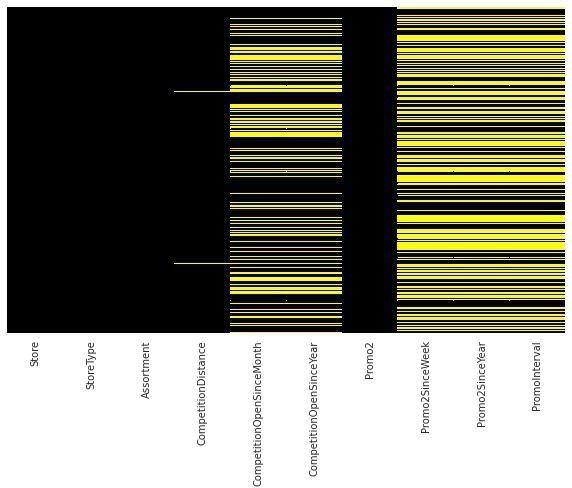 Store
StoreType
Assortment
CompetitionDistance
CompetitionOpenSinceMonth
CompetitionOpenSinceYear
Promo2
Promo2SinceWeek
Promo2SinceYear
PromoInterval